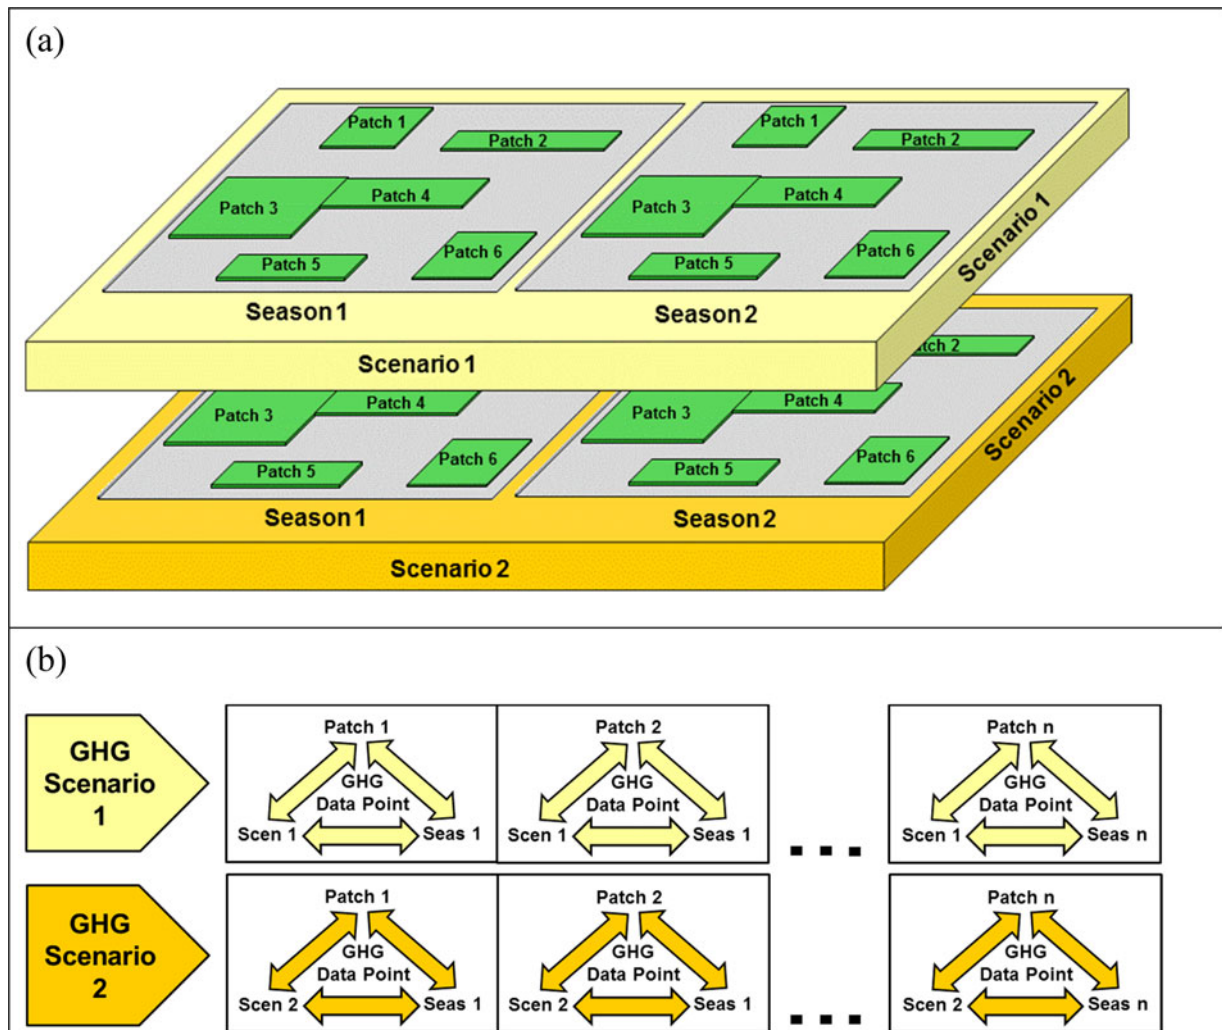 (a)
Patch 1
Patch 2
Patch 3
Patch 4
Patch 5
Patch 6
Season 1
Patch 1
Patch 2
Patch 3
Patch 4
Patch 5
Patch 6
Season 2
Scenario 1
Scenario 1
Patch 3
Patch 4
Patch 5
Patch 6
Season 1
atch 2
Patch 3
Patch 4
Patch 5
Patch 6
Season 2
Scenario 2
Scenario 2
(b)
GHG
Scenario
1
Patch 1
GHG
Data Point
Scen 1
Seas 1
Patch 2
GHG
Data Point
Scen 1
Seas 1
...
Patch n
GHG
Data Point
Scen 1
Seas n
GHG
Scenario
2
Patch 1
GHG
Data Point
Scen 2
Seas 1
Patch 2
GHG
Data Point
Scen 2
Seas 1
...
Patch n
GHG
Data Point
Scen 2
Seas n